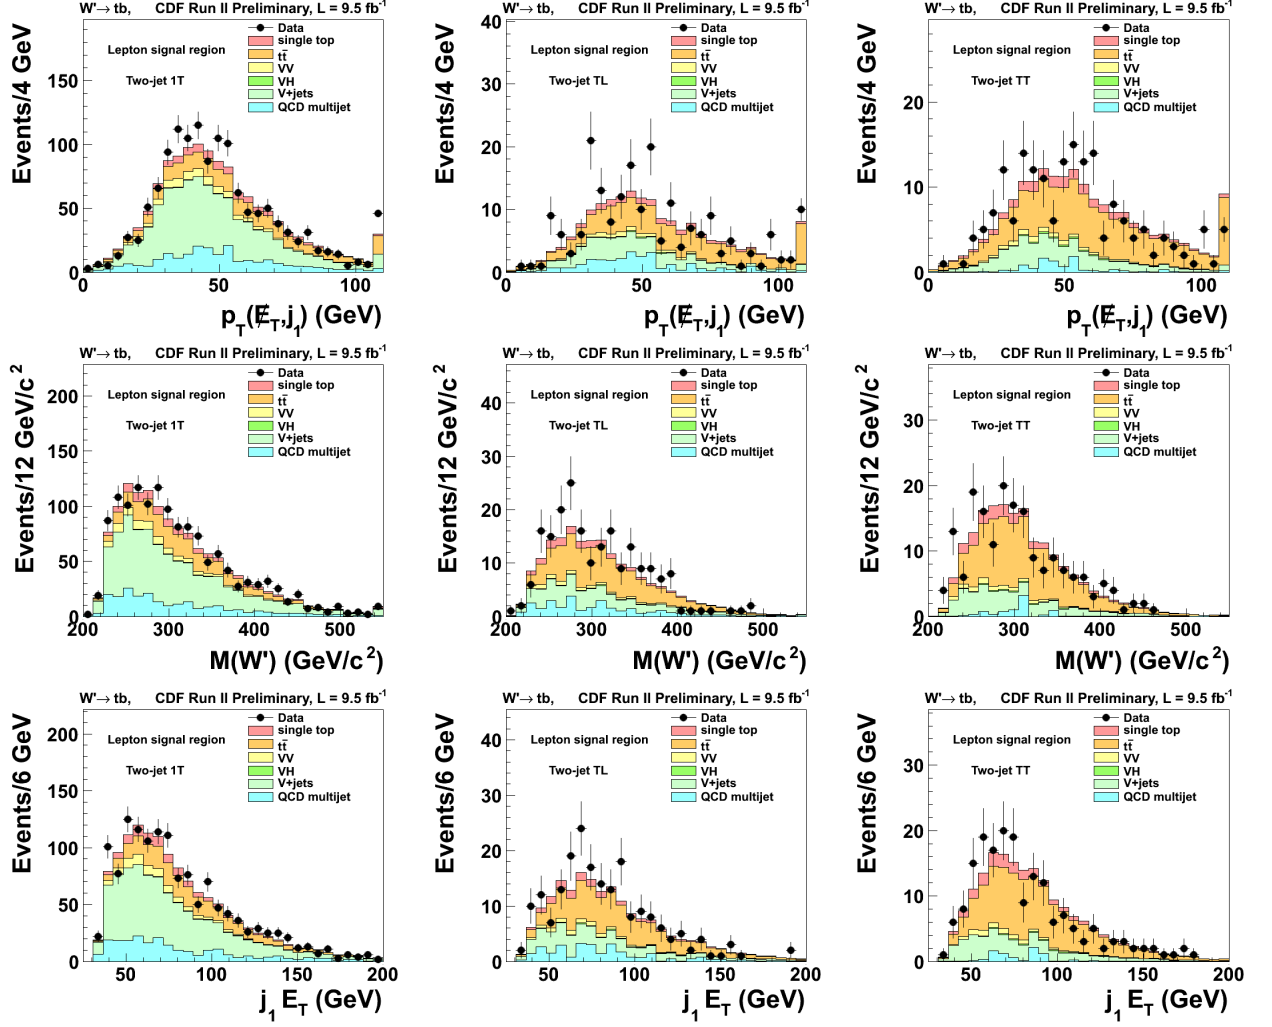 W'→ tb, CDF Run II Preliminary, L = 9.5 fb-1
Events/4 GeV
150
100
50
0
Lepton signal region
Two-jet 1T
Data
single top
tt̄
VV
VH
V+jets
QCD multijet
0 50 100
pT(E̸T,j1) (GeV)
W'→ tb, CDF Run II Preliminary, L = 9.5 fb-1
Events/4 GeV
40
30
20
10
0
Lepton signal region
Two-jet TL
Data
single top
tt̄
VV
VH
V+jets
QCD multijet
0 50 100
pT(E̸T,j1) (GeV)
W'→ tb, CDF Run II Preliminary, L = 9.5 fb-1
Events/4 GeV
20
10
0
Lepton signal region
Two-jet TT
Data
single top
tt̄
VV
VH
V+jets
QCD multijet
0 50 100
pT(E̸T,j1) (GeV)
W'→ tb, CDF Run II Preliminary, L = 9.5 fb-1
Events/12 GeV/c2
200
150
100
50
0
Lepton signal region
Two-jet 1T
Data
single top
tt̄
VV
VH
V+jets
QCD multijet
200 300 400 500
M(W') (GeV/c2)
W'→ tb, CDF Run II Preliminary, L = 9.5 fb-1
Events/12 GeV/c2
40
30
20
10
0
Lepton signal region
Two-jet TL
Data
single top
tt̄
VV
VH
V+jets
QCD multijet
200 300 400 500
M(W') (GeV/c2)
W'→ tb, CDF Run II Preliminary, L = 9.5 fb-1
Events/12 GeV/c2
30
20
10
0
Lepton signal region
Two-jet TT
Data
single top
tt̄
VV
VH
V+jets
QCD multijet
200 300 400 500
M(W') (GeV/c2)
W'→ tb, CDF Run II Preliminary, L = 9.5 fb-1
Events/6 GeV
200
150
100
50
0
Lepton signal region
Two-jet 1T
Data
single top
tt̄
VV
VH
V+jets
QCD multijet
50 100 150 200
j1 ET (GeV)
W'→ tb, CDF Run II Preliminary, L = 9.5 fb-1
Events/6 GeV
40
30
20
10
0
Lepton signal region
Two-jet TL
Data
single top
tt̄
VV
VH
V+jets
QCD multijet
50 100 150 200
j1 ET (GeV)
W'→ tb, CDF Run II Preliminary, L = 9.5 fb-1
Events/6 GeV
30
20
10
0
Lepton signal region
Two-jet TT
Data
single top
tt̄
VV
VH
V+jets
QCD multijet
50 100 150 200
j1 ET (GeV)